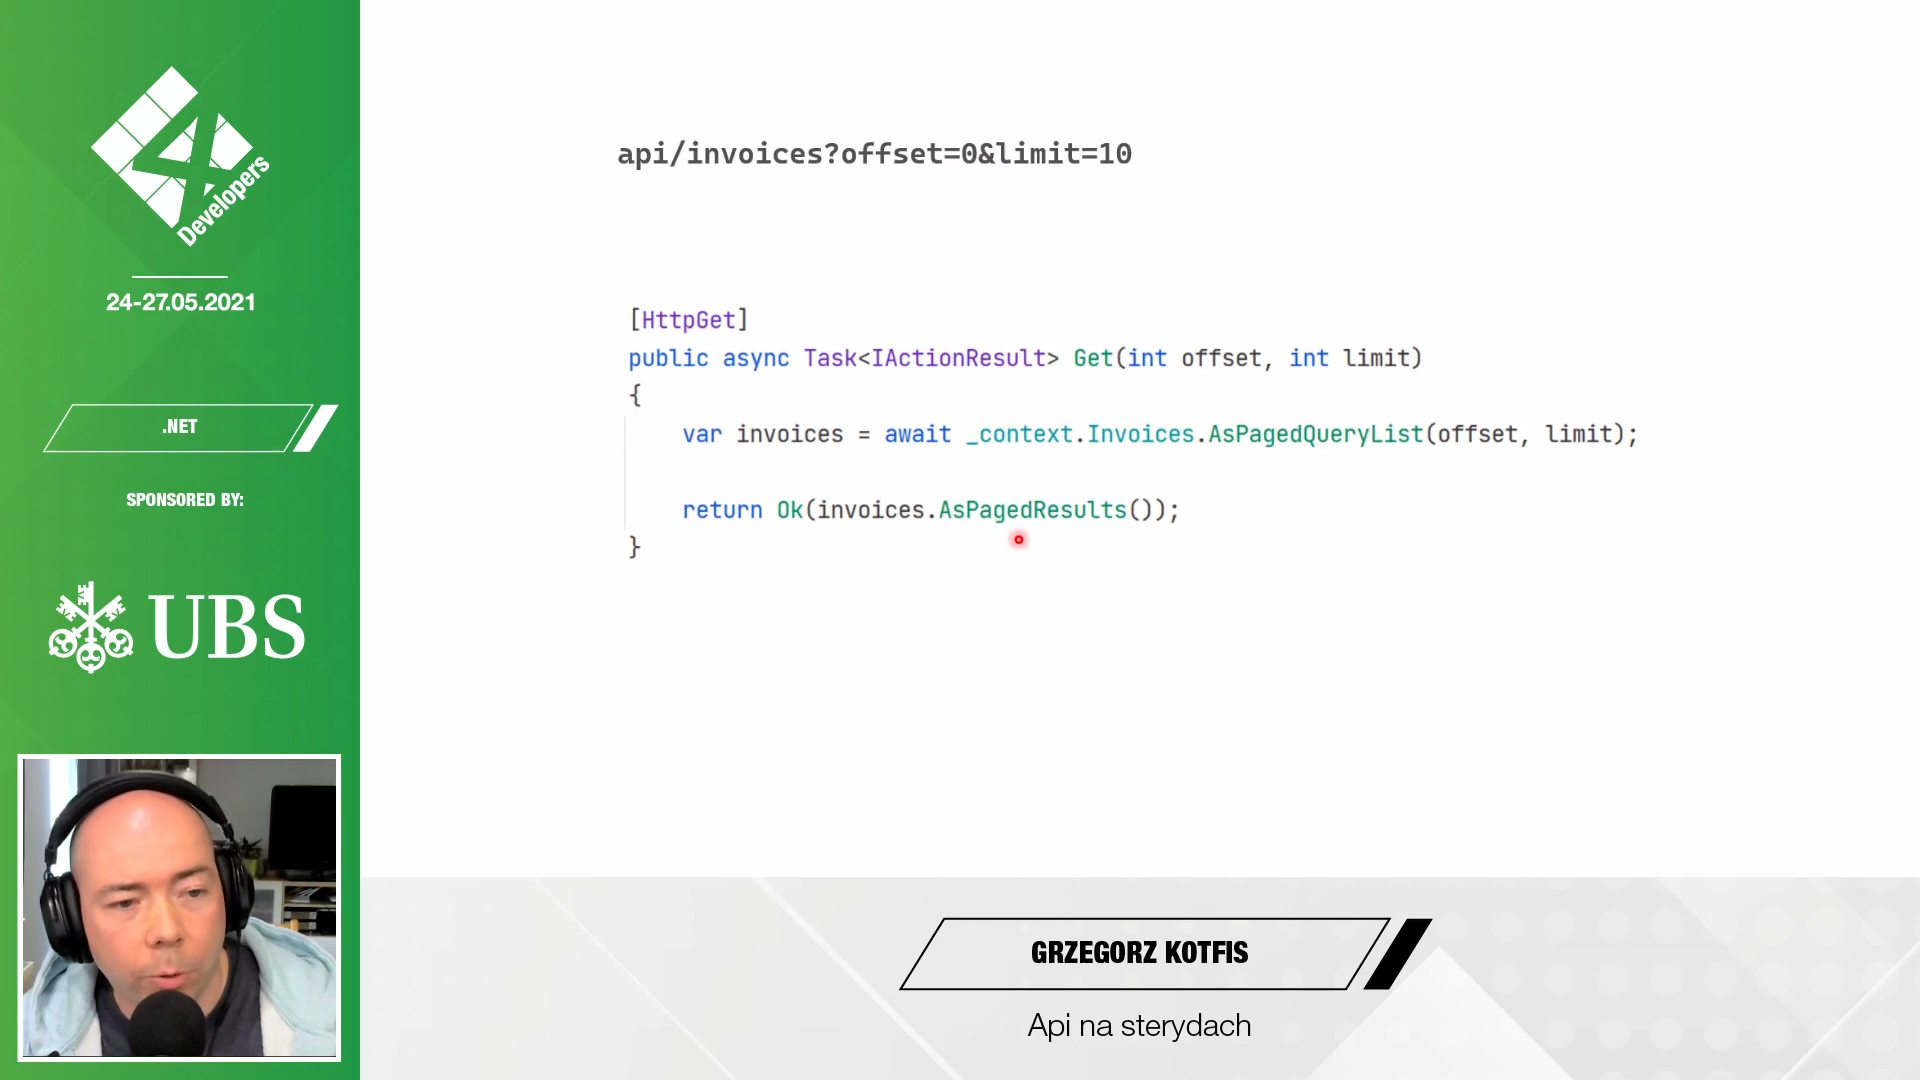 4
Developers
24-27.05.2021
.NET
SPONSORED BY:
UBS
api/invoices?offset=0&limit=10
[HttpGet]
public async Task<IActionResult> Get(int offset, int limit)
{
var invoices = await _context.Invoices.AsPagedQueryList(offset, limit);
return Ok(invoices.AsPagedResults());
}
GRZEGORZ KOTFIS
Api na sterydach